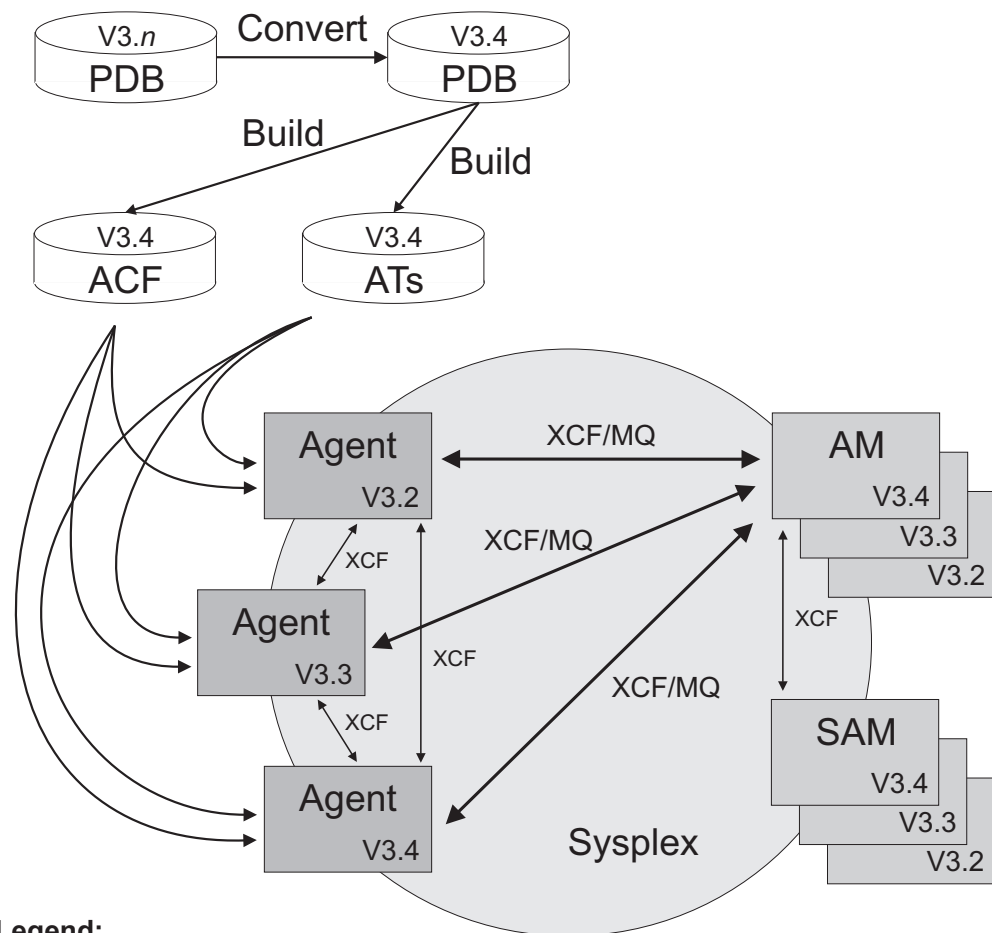 V3.n
PDB
Convert
V3.4
PDB
Build
Build
V3.4
ACF
V3.4
ATs
Agent
V3.2
XCF/MQ
AM
V3.4
V3.3
V3.2
XCF
XCF/MQ
Agent
V3.3
XCF
XCF
XCF
XCF/MQ
Agent
V3.4
SAM
V3.4
V3.3
V3.2
Sysplex
Legend: